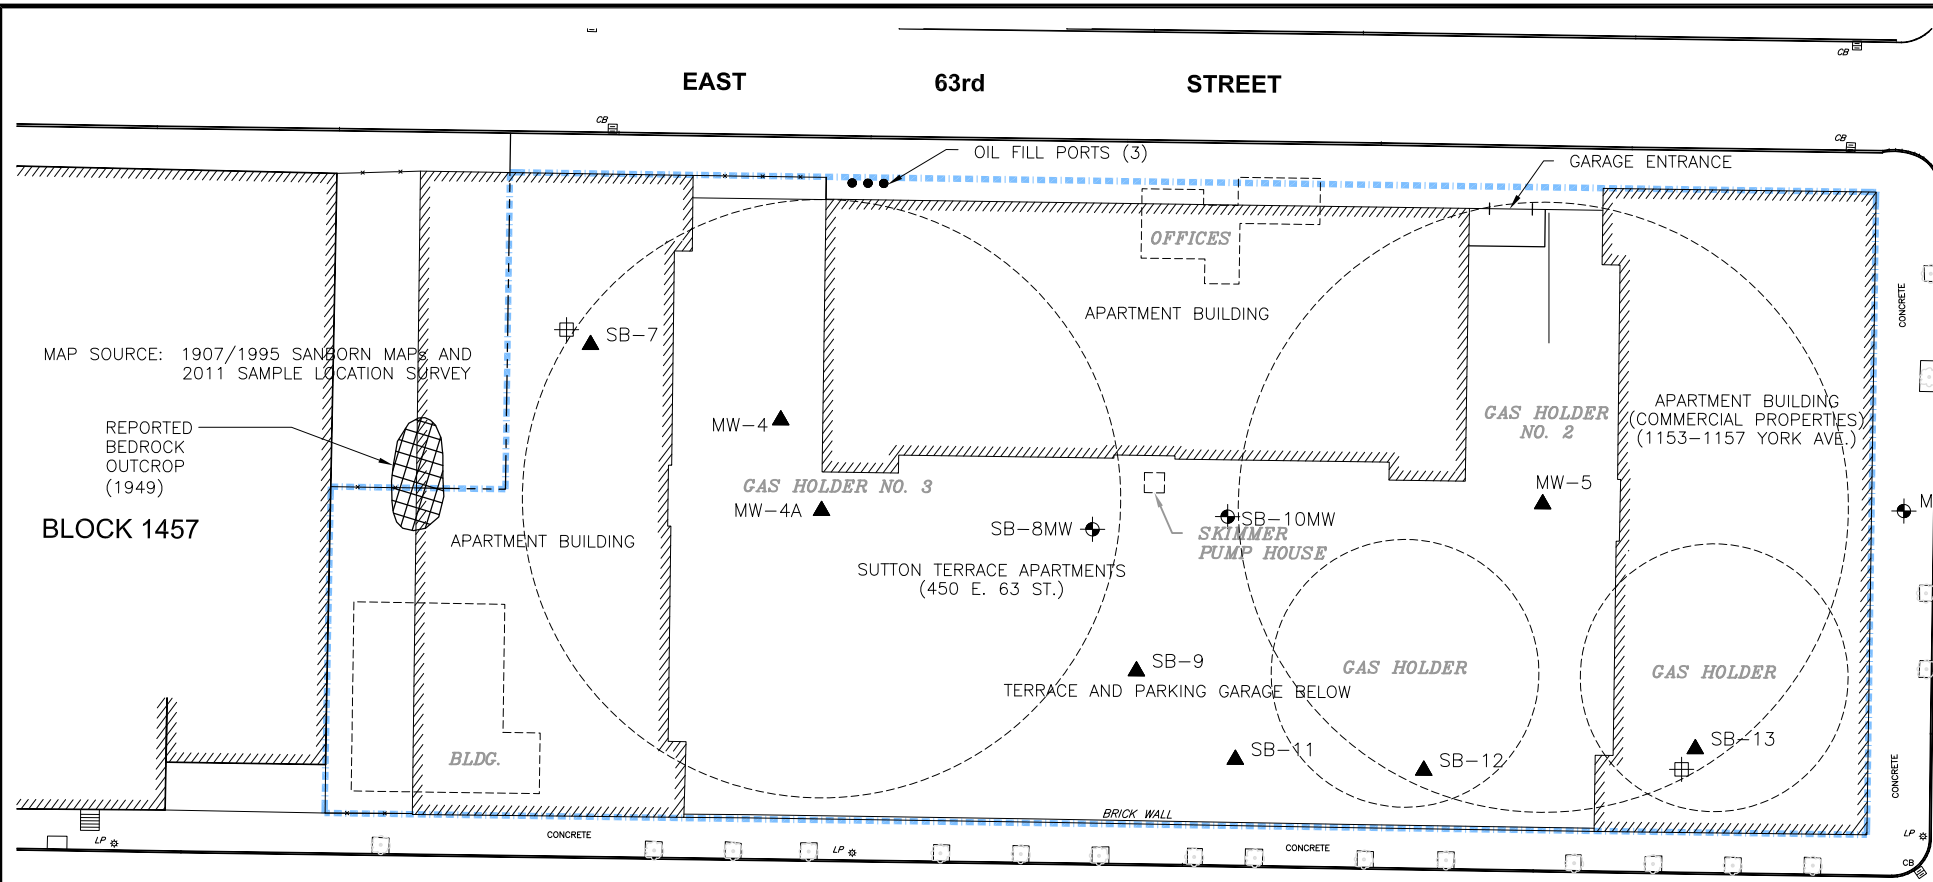 CB
EAST 63rd STREET
CB
CB
OIL FILL PORTS (3)
GARAGE ENTRANCE
CB
OFFICES
APARTMENT BUILDING
SB-7
CONCRETE
MAP SOURCE: 1907/1995 SANBORN MAPs AND
2011 SAMPLE LOCATION SURVEY
REPORTED
BEDROCK
OUTCROP
(1949)
MW-4
GAS HOLDER
NO. 2
APARTMENT BUILDING
(COMMERCIAL PROPERTIES)
(1153-1157 YORK AVE.)
GAS HOLDER NO. 3
MW-4A
MW-5
BLOCK 1457
SB-8MW
SB-10MW
M
SKIMMER
PUMP HOUSE
APARTMENT BUILDING
SUTTON TERRACE APARTMENTS
(450 E. 63 ST.)
SB-9
GAS HOLDER
GAS HOLDER
TERRACE AND PARKING GARAGE BELOW
BLDG.
SB-11
SB-12
SB-13
CONCRETE
BRICK WALL
LP
CONCRETE
LP
CONCRETE
LP
CB